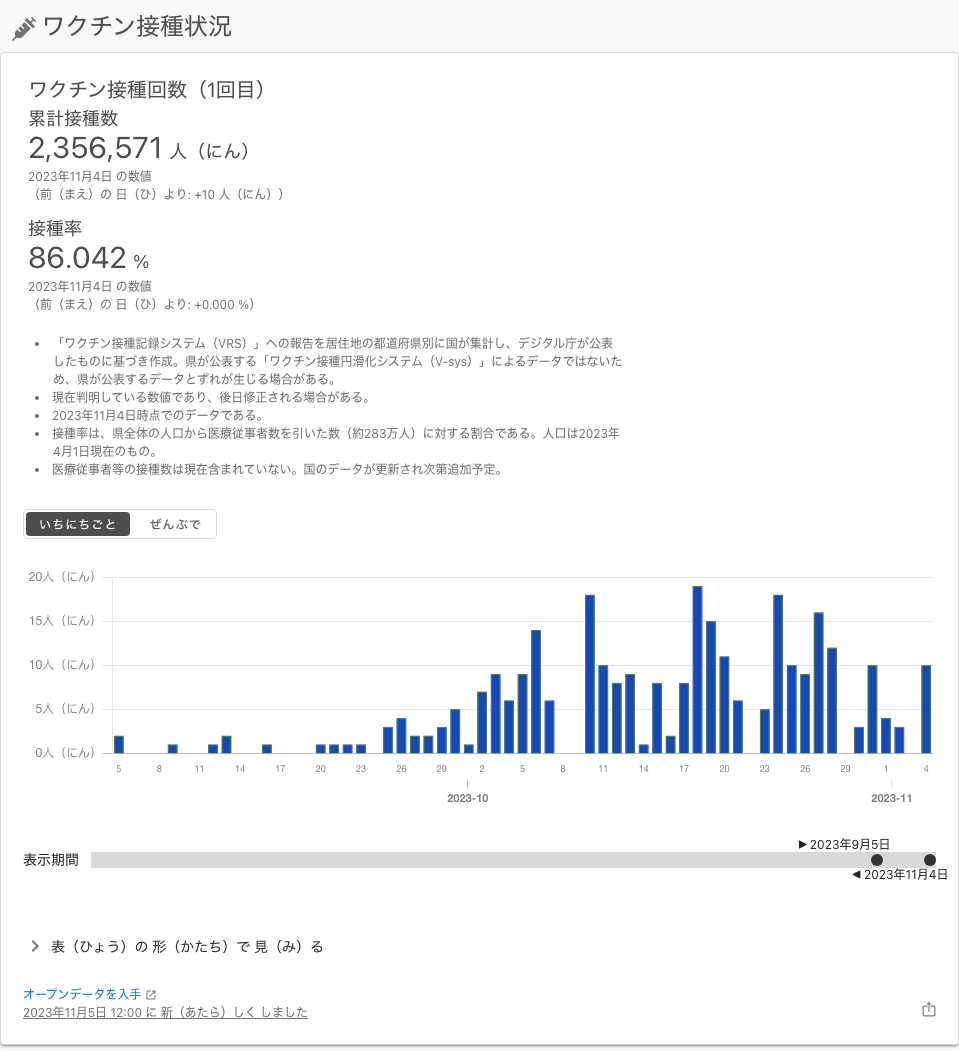 ワクチン接種状況
ワクチン接種回数（1回目）
累計接種数
2,356,571 人（にん）
2023年11月4日 の数値
（前（まえ）の 日（ひ）より: +10 人（にん））
接種率
86.042 %
2023年11月4日 の数値
（前（まえ）の 日（ひ）より: +0.000 %）
• 「ワクチン接種記録システム（VRS）」への報告を居住地の都道府県別に国が集計し、デジタル庁が公表
したものに基づき作成。県が公表する「ワクチン接種円滑化システム（V-sys）」によるデータではないた
め、県が公表するデータとずれが生じる場合がある。
• 現在判明している数値であり、後日修正される場合がある。
• 2023年11月4日時点でのデータである。
• 接種率は、県全体の人口から医療従事者数を引いた数（約283万人）に対する割合である。人口は2023年
4月1日現在のもの。
• 医療従事者等の接種数は現在含まれていない。国のデータが更新され次第追加予定。
いちにちごと ぜんぶで
20人（にん）
15人（にん）
10人（にん）
5人（にん）
0人（にん）
5 8 11 14 17 20 23 26 29 2 5 8 11 14 17 20 23 26 29 1 4
2023-10 2023-11
▶ 2023年9月5日
表示期間
◀ 2023年11月4日
表（ひょう）の 形（かたち）で 見（み）る
オープンデータを入手
2023年11月5日 12:00 に 新（あたら）しく しました